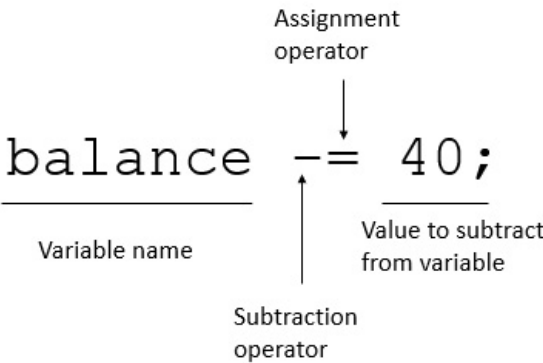 Assignment
operator
balance -= 40;
Variable name
Value to subtract
from variable
Subtraction
operator